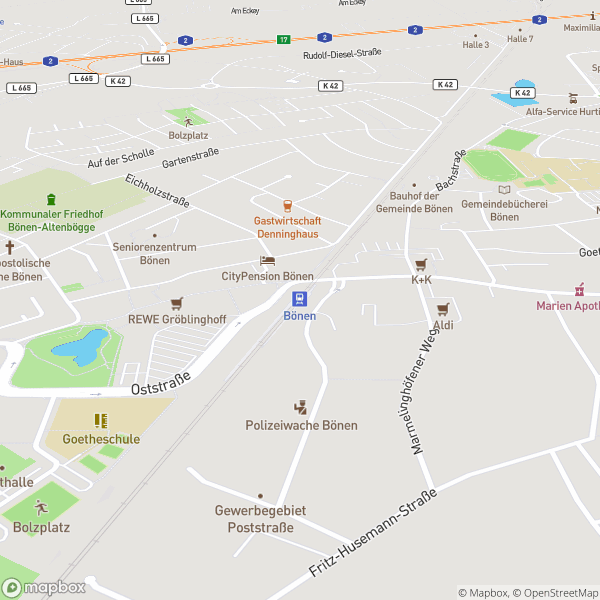 Am Eckey
Am Eckey
L 665
L 665
2
17
2
2
2
Halle 3
Halle 7
Maximilia
-Haus
L 665
2
Rudolf-Diesel-Straße
K 42
K 42
K 42
K 42
K 42
Sp
Alfa-Service Hurti
Bolzplatz
Auf der Scholle
Gartenstraße
Bachstraße
Eichholzstraße
Bauhof der
Gemeinde Bönen
Gemeindebücherei
Bönen
Kommunaler Friedhof
Bönen-Altenbögge
Gastwirtschaft
Denninghaus
Seniorenzentrum
Bönen
postolische
he Bönen
Goet
CityPension Bönen
K+K
Marien Apoth
REWE Gröblinghoff
Bönen
Aldi
Oststraße
Marmelinghöfener Weg
Goetheschule
Polizeiwache Bönen
thalle
Bolzplatz
Gewerbegebiet
Poststraße
Fritz-Husemann-Straße
mapbox
© Mapbox, © OpenStreetMap